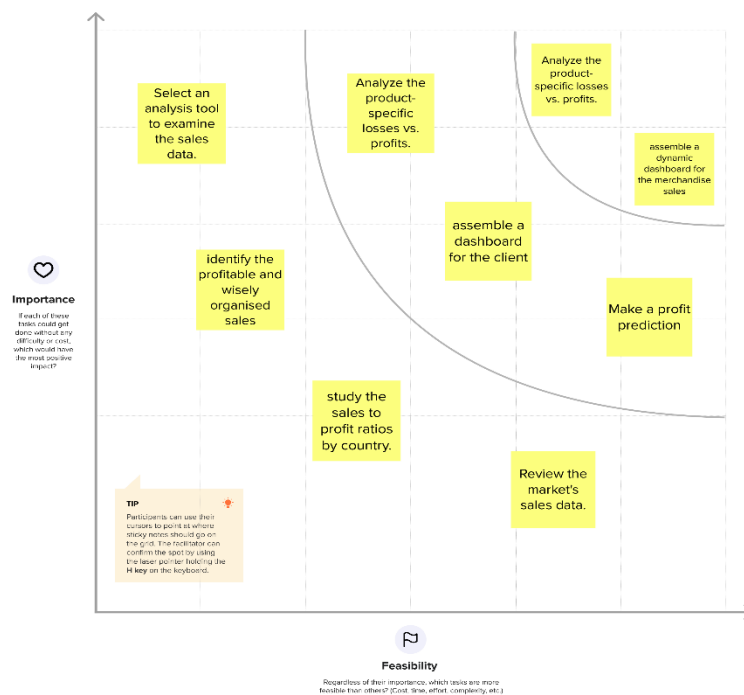 Select an
analysis tool
to examine
the sales
data.
Analyze the
product-
specific losses
vs. profits.
Analyze the
product-
specific losses
vs. profits.
assemble a
dynamic
dashboard for
the merchandise
sales
assemble a
dashboard
for the client
identify the
profitable and
wisely
organised
sales
Make a profit
prediction
study the
sales to
profit ratios
by country.
Review the
market's
sales data.
Importance
If each of these
tasks could get
done without any
difficulty or cost,
which would have
the most positive
impact?
TIP
Participants can use their
cursors to point at where
sticky notes should go on
the grid. The facilitator can
confirm the spot by using
the laser pointer holding the
H key on the keyboard.
Feasibility
Regardless of their importance, which tasks are more
feasible than others? (Cost, time, effort, complexity, etc.)